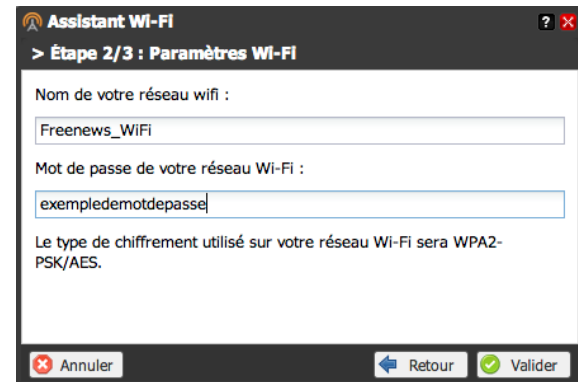 Assistant Wi-Fi
? X
> Étape 2/3 : Paramètres Wi-Fi
Nom de votre réseau wifi :
Freenews_WiFi
Mot de passe de votre réseau Wi-Fi :
exempledemotdepasse
Le type de chiffrement utilisé sur votre réseau Wi-Fi sera WPA2-
PSK/AES.
Annuler
Retour
Valider